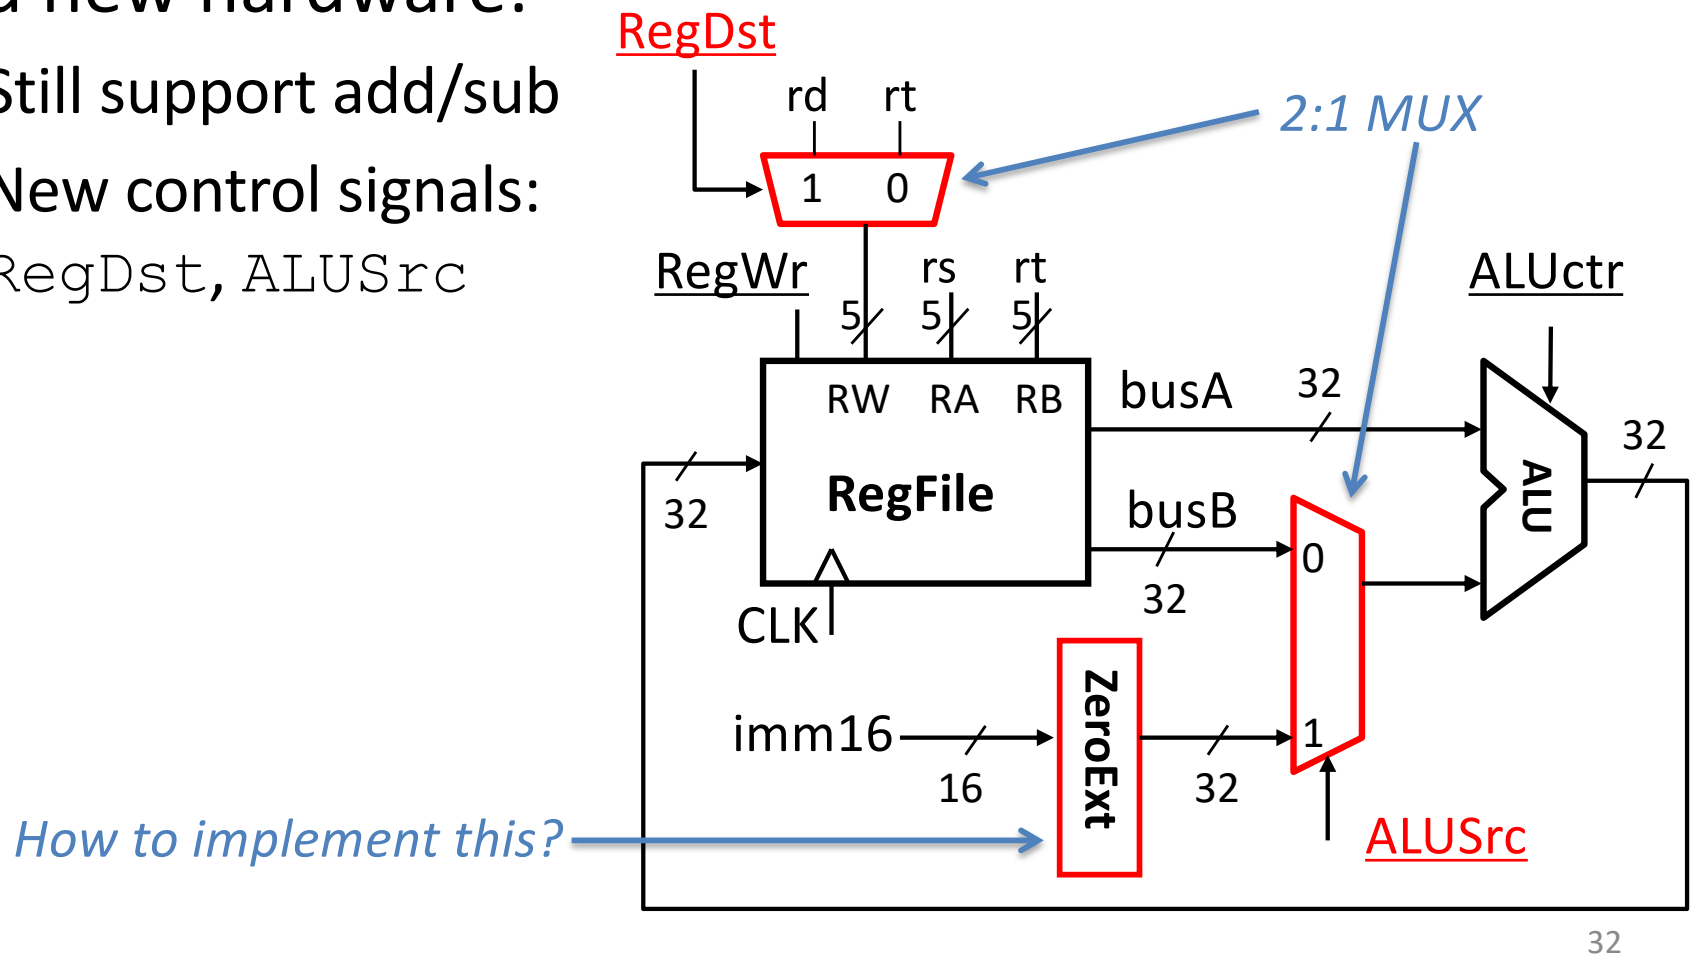 a new hardware:
RegDst
Still support add/sub
rd rt
2:1 MUX
New control signals:
1 0
RegDst, ALUSrc
RegWr
rs rt
ALUctr
5 5 5
RW RA RB
busA
32
32
RegFile
ALU
32
busB
0
CLK
32
ZeroExt
imm16
1
16
32
How to implement this?
ALUSrc
32